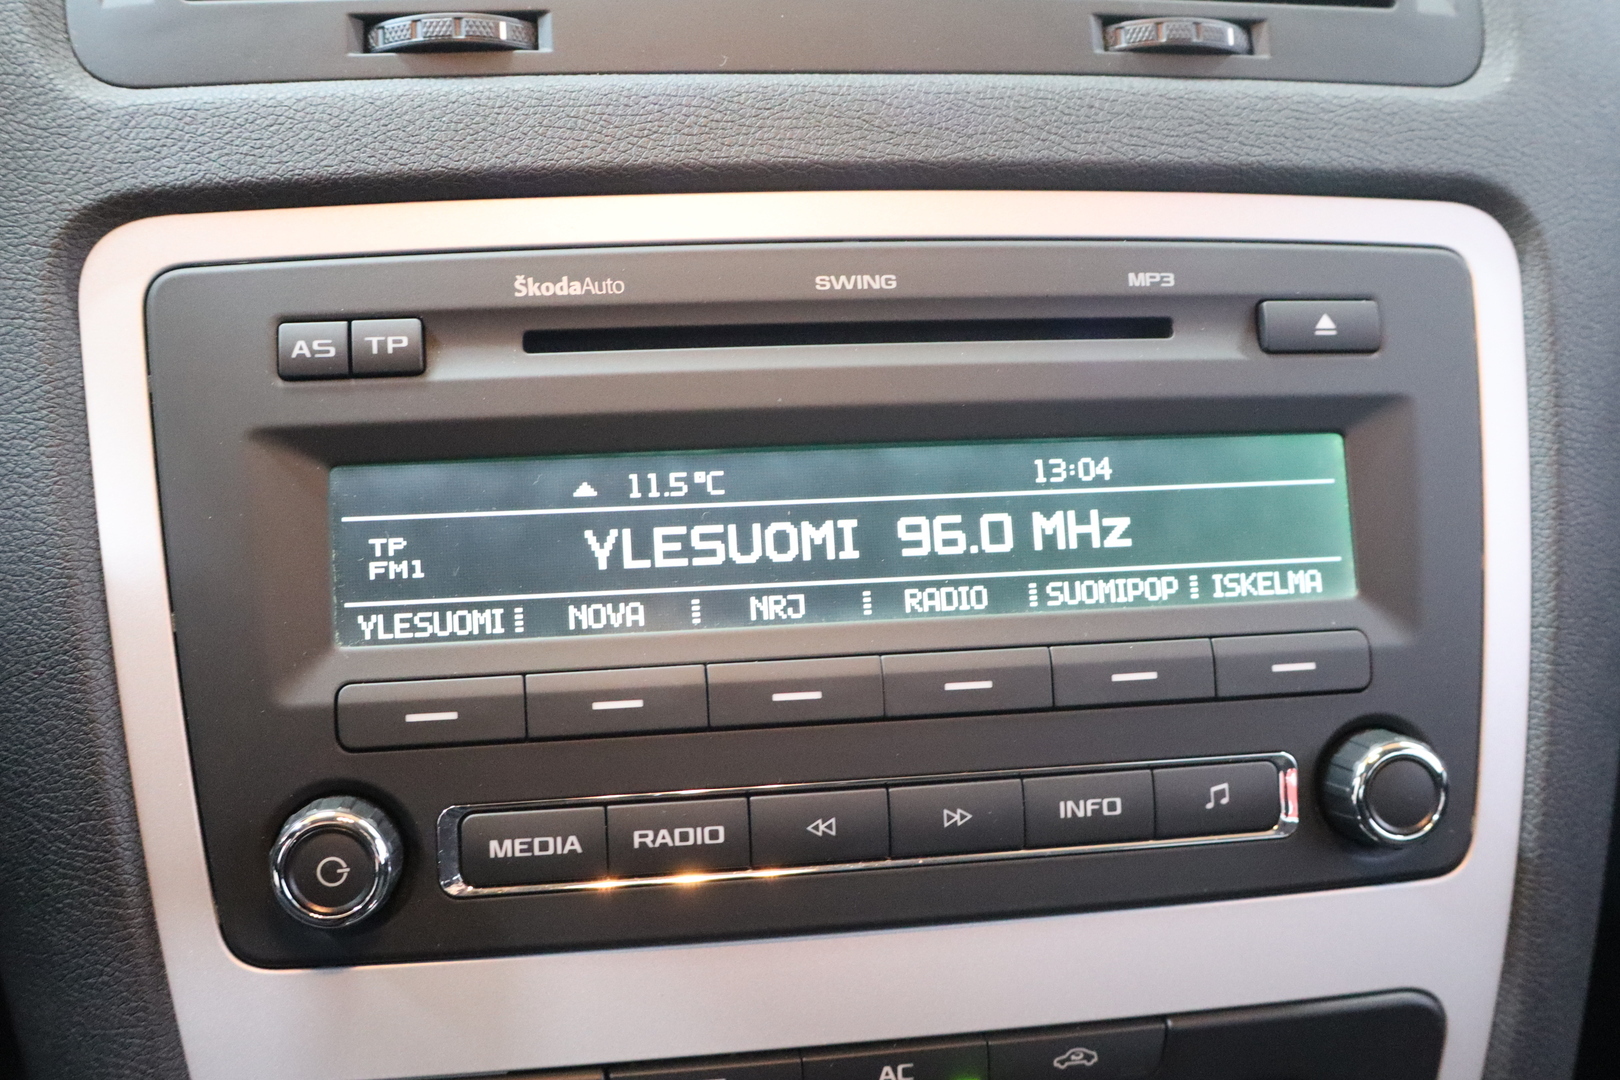 ŠkodaAuto SWING MP3
AS TP
11.5°C 13:04
TP
FM1
YLESUOMI 96.0 MHz
YLESUOMI NOVA NRJ RADIO SUOMIPOP ISKELMA
MEDIA RADIO INFO
AC